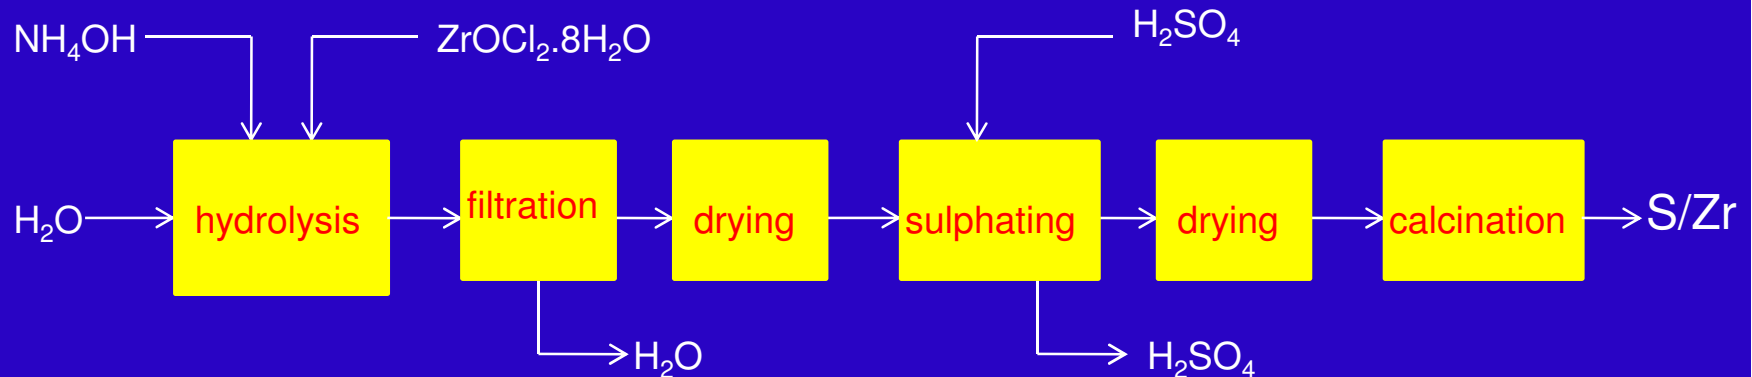 NH₄OH
ZrOCl₂.8H₂O
H₂SO₄
H₂O
hydrolysis
filtration
drying
sulphating
drying
calcination
S/Zr
H₂O
H₂SO₄